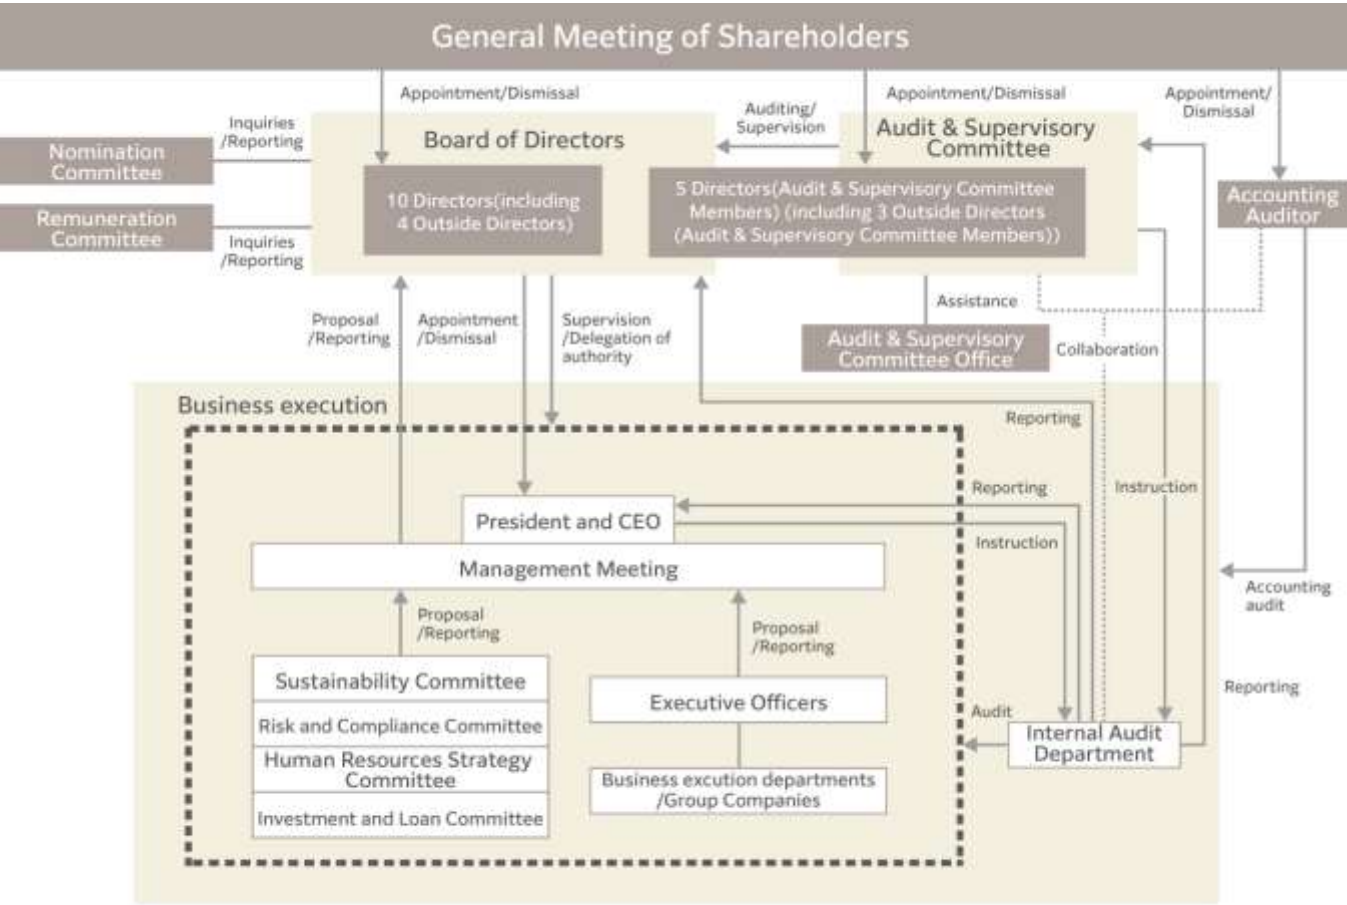 General Meeting of Shareholders
Appointment/Dismissal
Appointment/Dismissal
Appointment/
Dismissal
Inquiries
/Reporting
Nomination
Committee
Board of Directors
Auditing/
Supervision
Audit & Supervisory
Committee
10 Directors(including
4 Outside Directors)
5 Directors(Audit & Supervisory Committee
Members) (including 3 Outside Directors
(Audit & Supervisory Committee Members))
Accounting
Auditor
Remuneration
Committee
Inquiries
/Reporting
Proposal
/Reporting
Appointment
/Dismissal
Supervision
/Delegation of
authority
Assistance
Audit & Supervisory
Committee Office
Collaboration
Business execution
Reporting
Reporting
Instruction
Instruction
President and CEO
Management Meeting
Accounting
audit
Proposal
/Reporting
Proposal
/Reporting
Sustainability Committee
Risk and Compliance Committee
Human Resources Strategy
Committee
Investment and Loan Committee
Executive Officers
Business excution departments
/Group Companies
Reporting
Audit
Internal Audit
Department